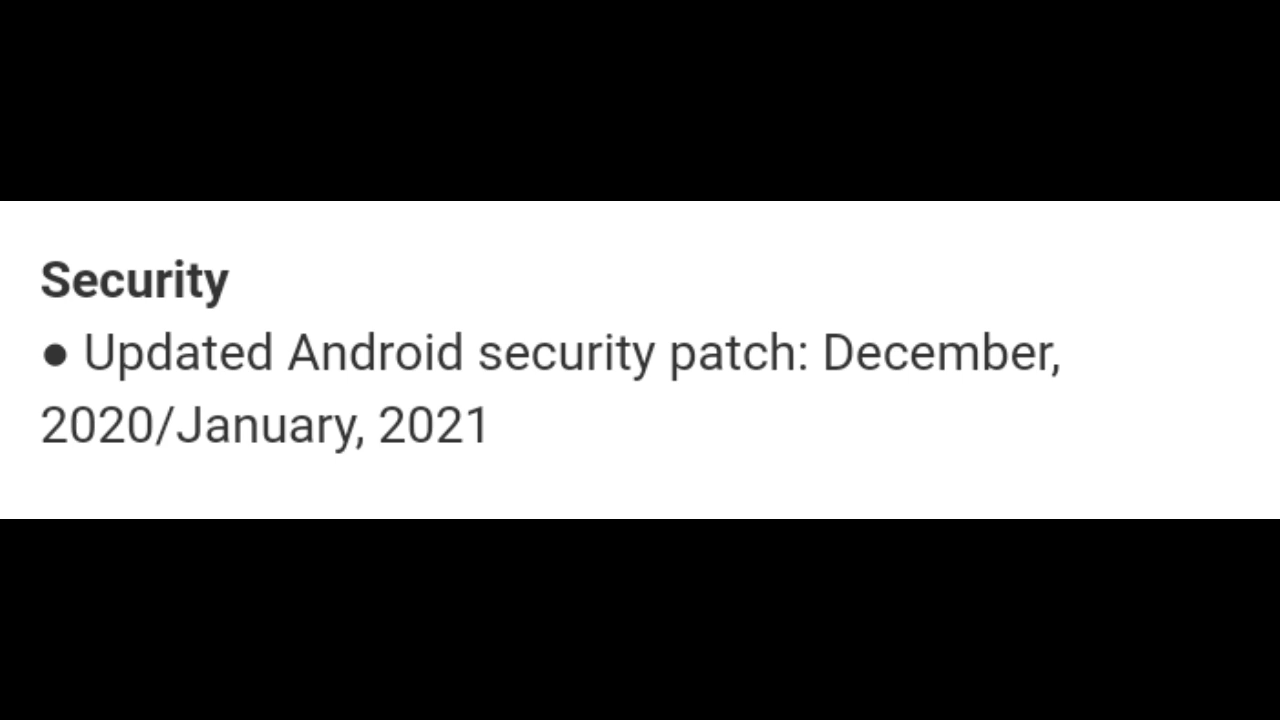 Security
● Updated Android security patch: December,
2020/January, 2021